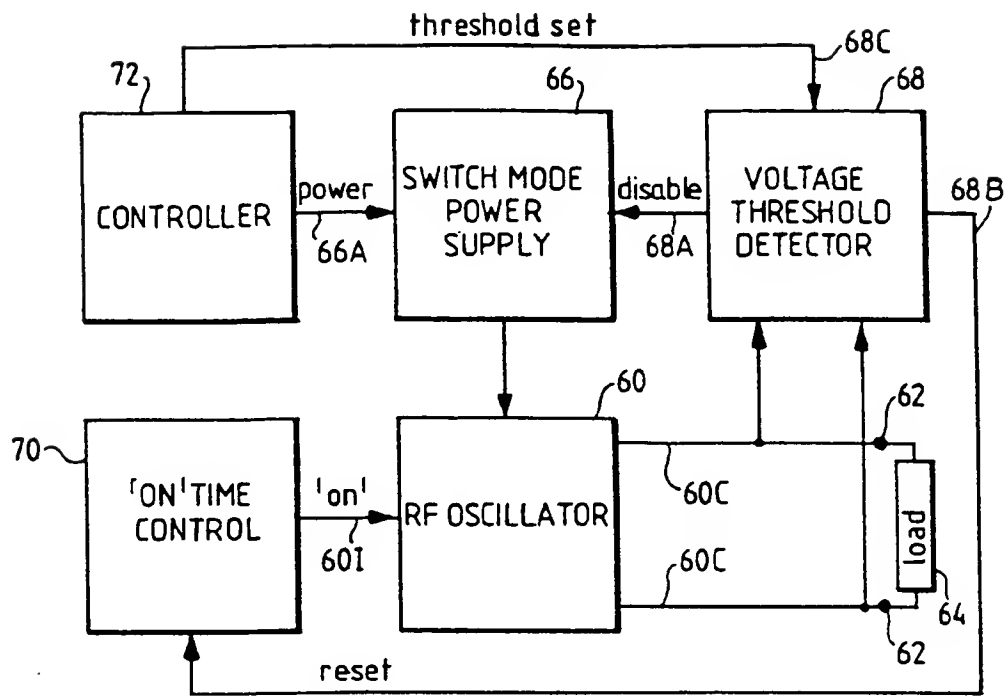 threshold set
68C
72
66
68
CONTROLLER
power
66A
SWITCH MODE
POWER
SUPPLY
disable
68A
VOLTAGE
THRESHOLD
DETECTOR
68B
60
62
70
'ON' TIME
CONTROL
'on'
60I
RF OSCILLATOR
60C
60C
load
64
62
reset